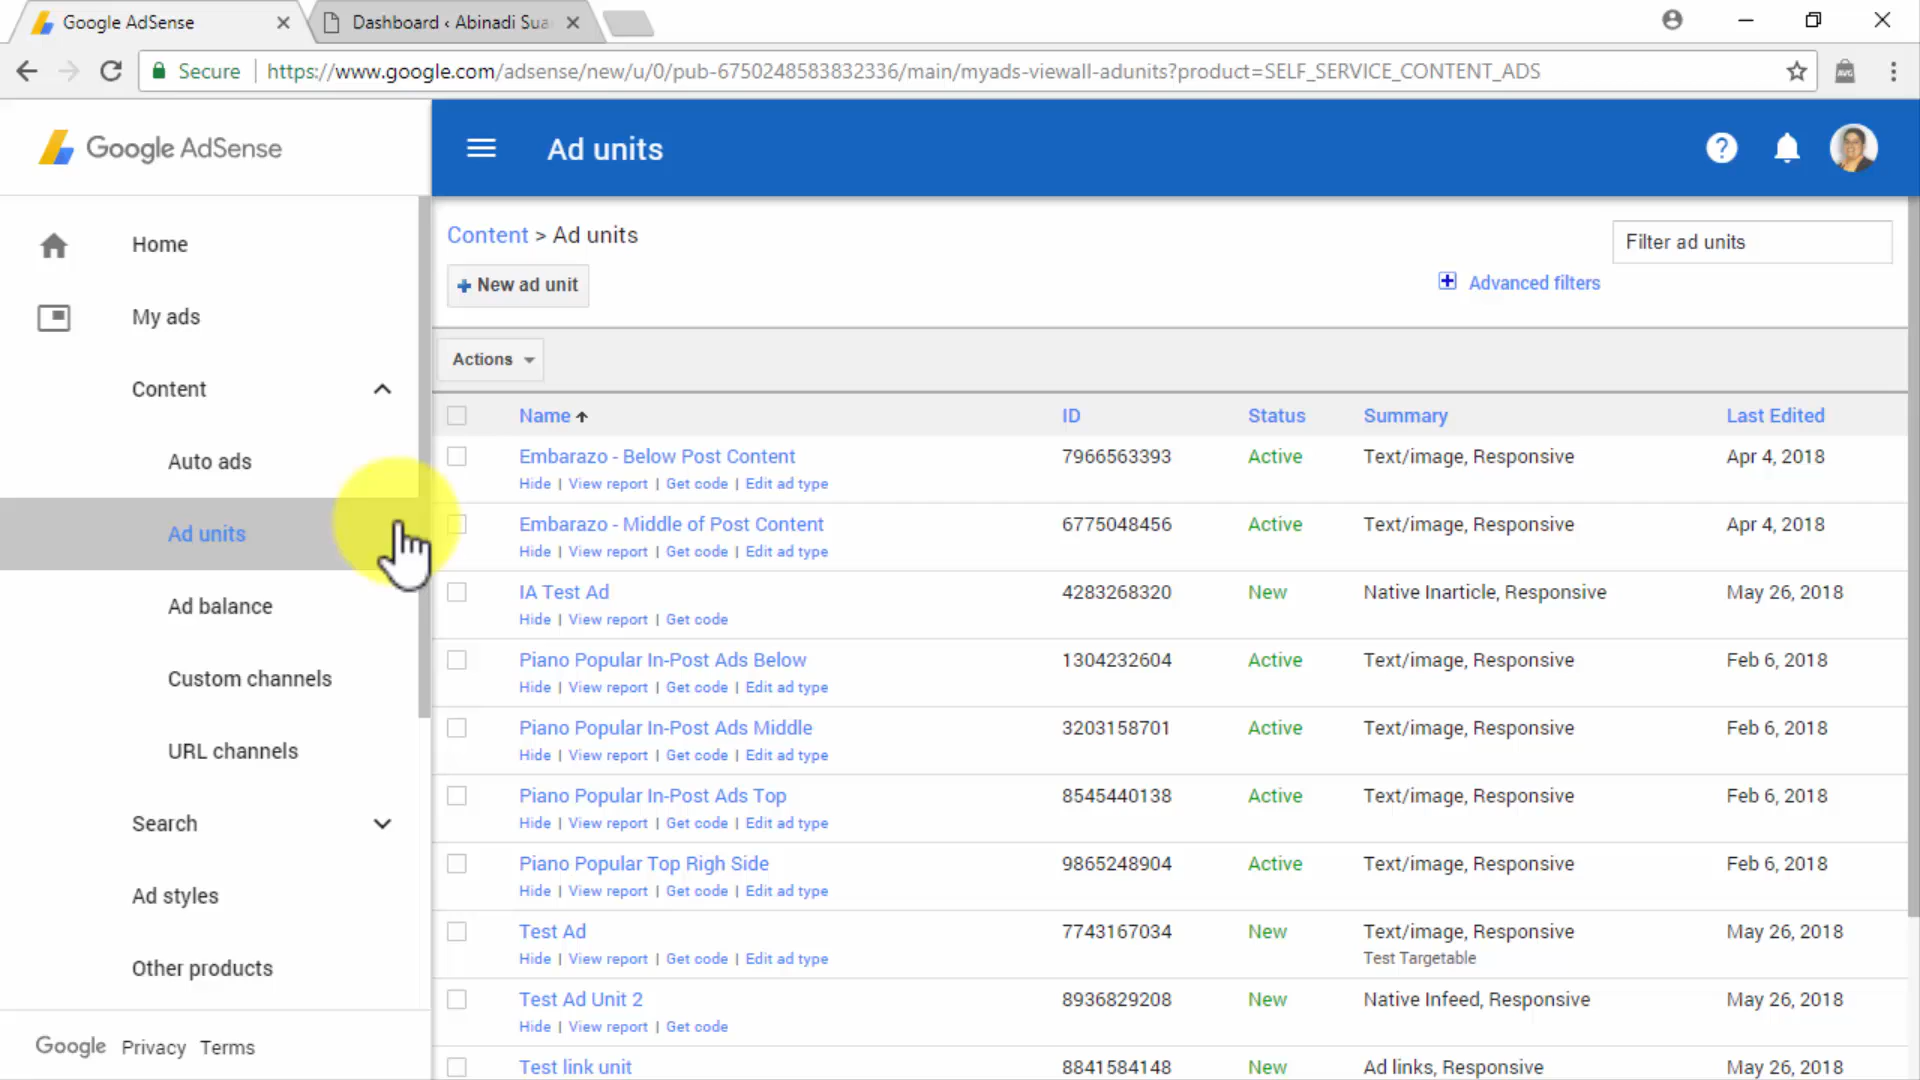 Google AdSense
Dashboard ‹ Abinadi Sua
Secure
https://www.google.com/adsense/new/u/0/pub-6750248583832336/main/myads-viewall-adunits?product=SELF_SERVICE_CONTENT_ADS
AVG
Google AdSense
Ad units
?
Home
My ads
Content
Auto ads
Ad units
Ad balance
Custom channels
URL channels
Search
Ad styles
Other products
Google Privacy Terms
Content > Ad units
Filter ad units
New ad unit
Advanced filters
Actions
Name ID Status Summary Last Edited
Embarazo - Below Post Content 7966563393 Active Text/image, Responsive Apr 4, 2018
Hide | View report | Get code | Edit ad type
Embarazo - Middle of Post Content 6775048456 Active Text/image, Responsive Apr 4, 2018
Hide | View report | Get code | Edit ad type
IA Test Ad 4283268320 New Native Inarticle, Responsive May 26, 2018
Hide | View report | Get code
Piano Popular In-Post Ads Below 1304232604 Active Text/image, Responsive Feb 6, 2018
Hide | View report | Get code | Edit ad type
Piano Popular In-Post Ads Middle 3203158701 Active Text/image, Responsive Feb 6, 2018
Hide | View report | Get code | Edit ad type
Piano Popular In-Post Ads Top 8545440138 Active Text/image, Responsive Feb 6, 2018
Hide | View report | Get code | Edit ad type
Piano Popular Top Righ Side 9865248904 Active Text/image, Responsive Feb 6, 2018
Hide | View report | Get code | Edit ad type
Test Ad 7743167034 New Text/image, Responsive May 26, 2018
Hide | View report | Get code | Edit ad type Test Targetable
Test Ad Unit 2 8936829208 New Native Infeed, Responsive May 26, 2018
Hide | View report | Get code
Test link unit 8841584148 New Ad links, Responsive May 26, 2018